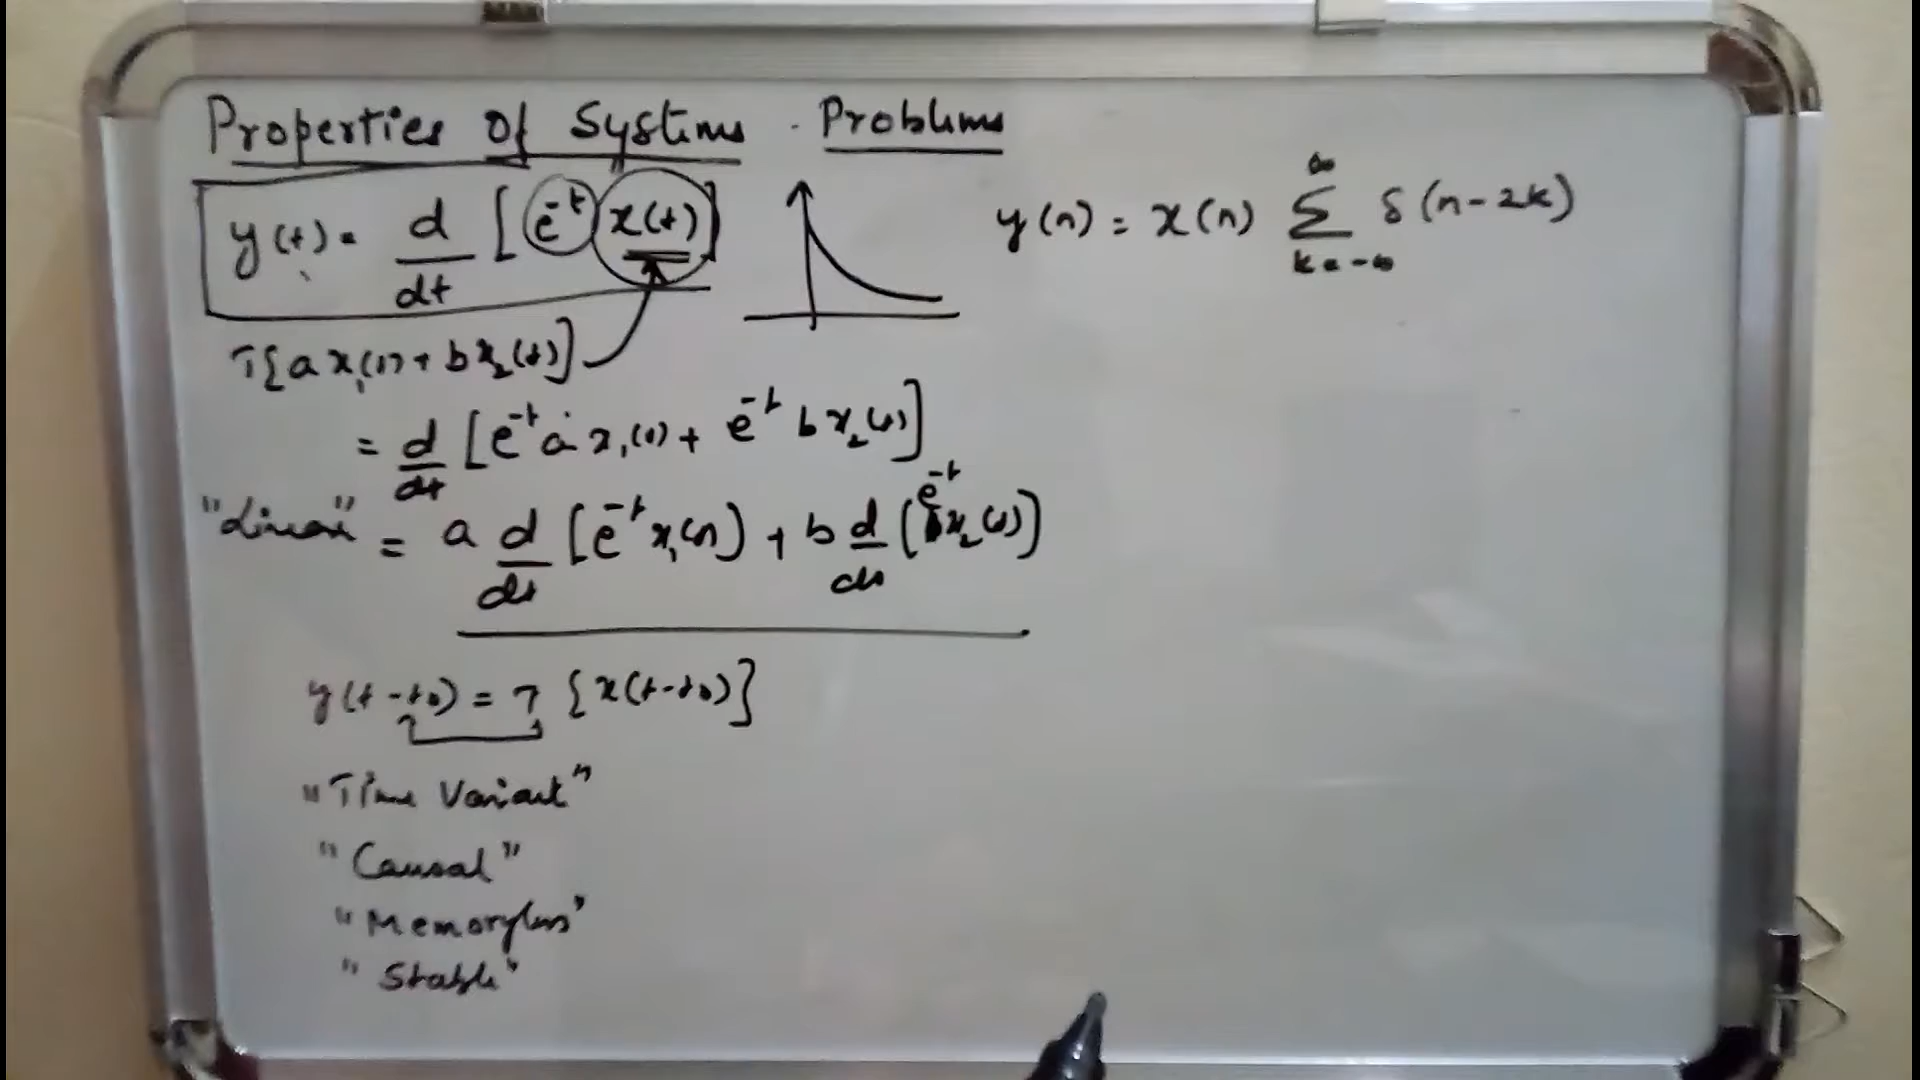 Properties Of Systems - Problems
y(t) = d/dt [e^-t x(t)]
T{a x₁(t) + b x₂(t)]
= d/dt [e^-t a x₁(t) + e^-t b x₂(t)]
"Linear" = a d/dt [e^-t x₁(t)) + b d/dt (e^-t x₂(t))
y(t-t₀) = T {x(t-t₀)}
"Time Variant"
"Causal"
"Memoryless"
"Stable"
y(n) = x(n) ∞ Σ k=-∞ δ(n-2k)